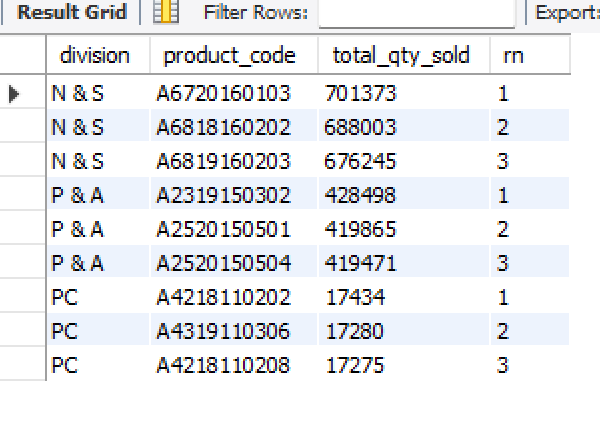 Result Grid Filter Rows: Export:
division product_code total_qty_sold rn
N & S A6720160103 701373 1
N & S A6818160202 688003 2
N & S A6819160203 676245 3
P & A A2319150302 428498 1
P & A A2520150501 419865 2
P & A A2520150504 419471 3
PC A4218110202 17434 1
PC A4319110306 17280 2
PC A4218110208 17275 3